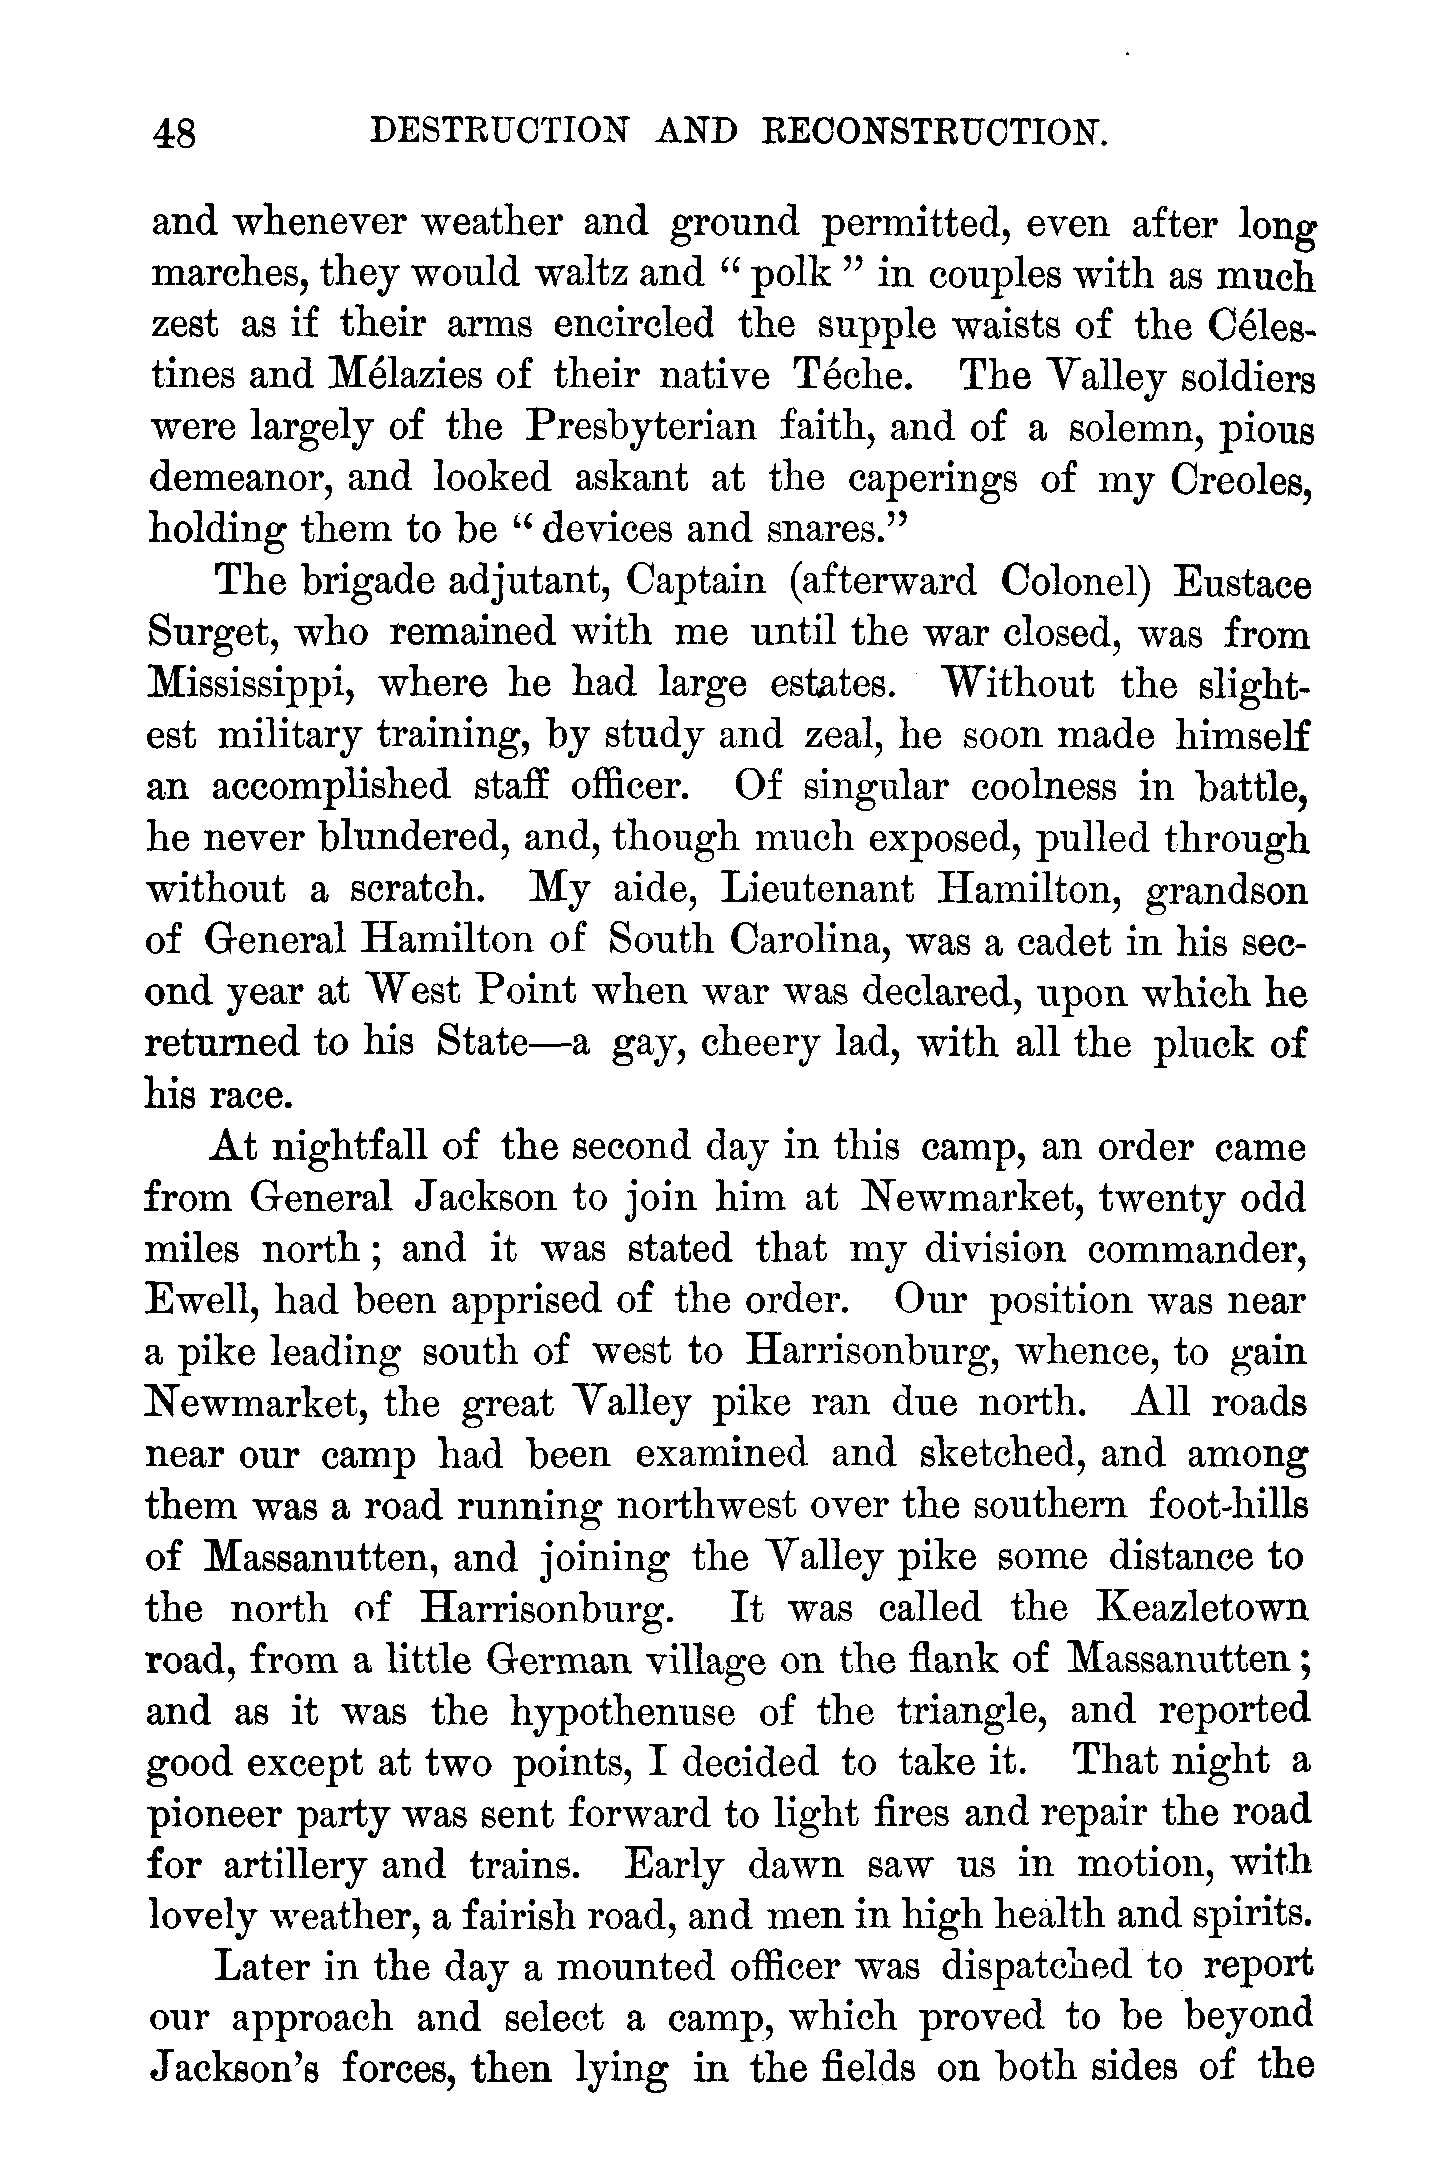 48 DESTRUCTION AND RECONSTRUCTION.
and whenever weather and ground permitted, even after long
marches, they would waltz and “ polk ” in couples with as much
zest as if their arms encircled the supple waists of the Céles-
tines and Mélazies of their native Téche. The Valley soldiers
were largely of the Presbyterian faith, and of a solemn, pious
demeanor, and looked askant at the caperings of my Creoles,
holding them to be “ devices and snares.”
The brigade adjutant, Captain (afterward Colonel) Eustace
Surget, who remained with me until the war closed, was from
Mississippi, where he had large estates. Without the slight-
est military training, by study and zeal, he soon made himself
an accomplished staff officer. Of singular coolness in battle,
he never blundered, and, though much exposed, pulled through
without a scratch. My aide, Lieutenant Hamilton, grandson
of General Hamilton of South Carolina, was a cadet in his sec-
ond year at West Point when war was declared, upon which he
returned to his State—a gay, cheery lad, with all the pluck of
his race.
At nightfall of the second day in this camp, an order came
from General Jackson to join him at Newmarket, twenty odd
miles north ; and it was stated that my division commander,
Ewell, had been apprised of the order. Our position was near
a pike leading south of west to Harrisonburg, whence, to gain
Newmarket, the great Valley pike ran due north. All roads
near our camp had been examined and sketched, and among
them was a road running northwest over the southern foot-hills
of Massanutten, and joining the Valley pike some distance to
the north of Harrisonburg. It was called the Keazletown
road, from a little German village on the flank of Massanutten ;
and as it was the hypothenuse of the triangle, and reported
good except at two points, I decided to take it. That night a
pioneer party was sent forward to light fires and repair the road
for artillery and trains. Early dawn saw us in motion, with
lovely weather, a fairish road, and men in high health and spirits.
Later in the day a mounted officer was dispatched to report
our approach and select a camp, which proved to be beyond
Jackson’s forces, then lying in the fields on both sides of the